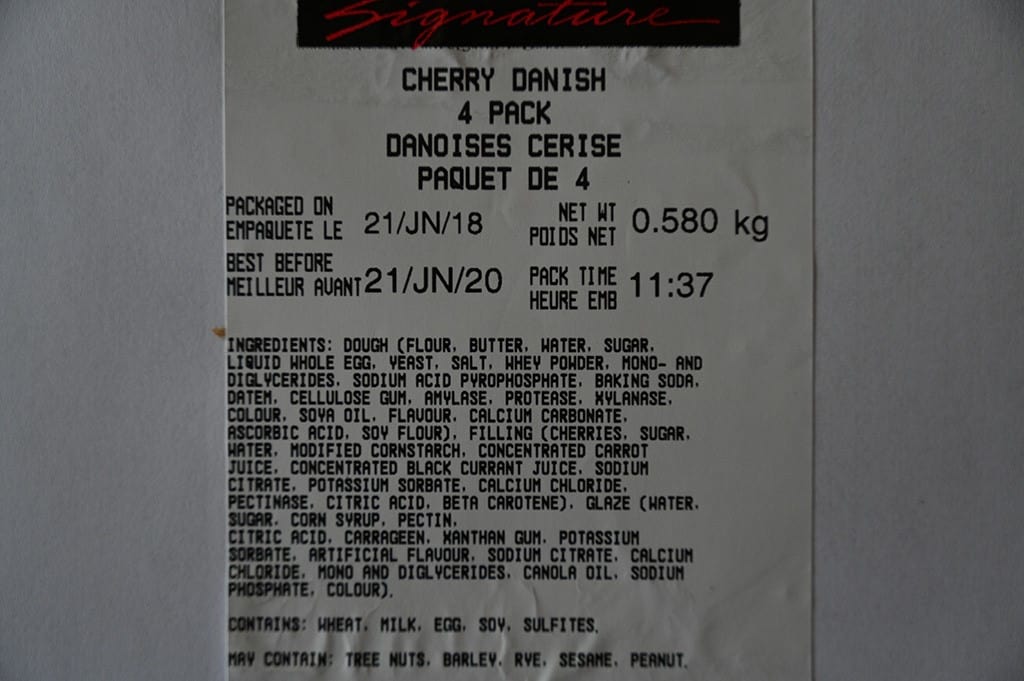 Signature
CHERRY DANISH
4 PACK
DANOISES CERISE
PAQUET DE 4
PACKAGED ON
EMPAQUETE LE 21/JN/18
NET WT
POIDS NET 0.580 kg
BEST BEFORE
MEILLEUR AVANT 21/JN/20
PACK TIME
HEURE EMB 11:37
INGREDIENTS: DOUGH (FLOUR, BUTTER, WATER, SUGAR,
LIQUID WHOLE EGG, YEAST, SALT, WHEY POWDER, MONO- AND
DIGLYCERIDES, SODIUM ACID PYROPHOSPHATE, BAKING SODA,
DATEM, CELLULOSE GUM, AMYLASE, PROTEASE, XYLANASE,
COLOUR, SOYA OIL, FLAVOUR, CALCIUM CARBONATE,
ASCORBIC ACID, SOY FLOUR), FILLING (CHERRIES, SUGAR,
WATER, MODIFIED CORNSTARCH, CONCENTRATED CARROT
JUICE, CONCENTRATED BLACK CURRANT JUICE, SODIUM
CITRATE, POTASSIUM SORBATE, CALCIUM CHLORIDE,
PECTINASE, CITRIC ACID, BETA CAROTENE), GLAZE (WATER,
SUGAR, CORN SYRUP, PECTIN,
CITRIC ACID, CARRAGEEN, XANTHAN GUM, POTASSIUM
SORBATE, ARTIFICIAL FLAVOUR, SODIUM CITRATE, CALCIUM
CHLORIDE, MONO AND DIGLYCERIDES, CANOLA OIL, SODIUM
PHOSPHATE, COLOUR).
CONTAINS: WHEAT, MILK, EGG, SOY, SULFITES.
MAY CONTAIN: TREE NUTS, BARLEY, RYE, SESAME, PEANUT.